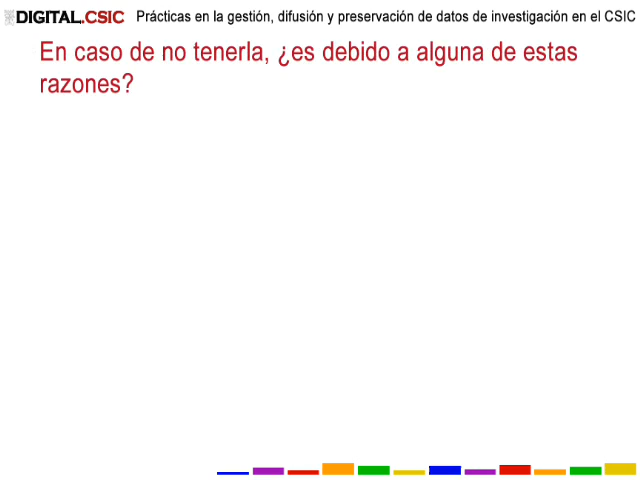 DIGITAL.CSIC Prácticas en la gestión, difusión y preservación de datos de investigación en el CSIC
En caso de no tenerla, ¿es debido a alguna de estas
razones?